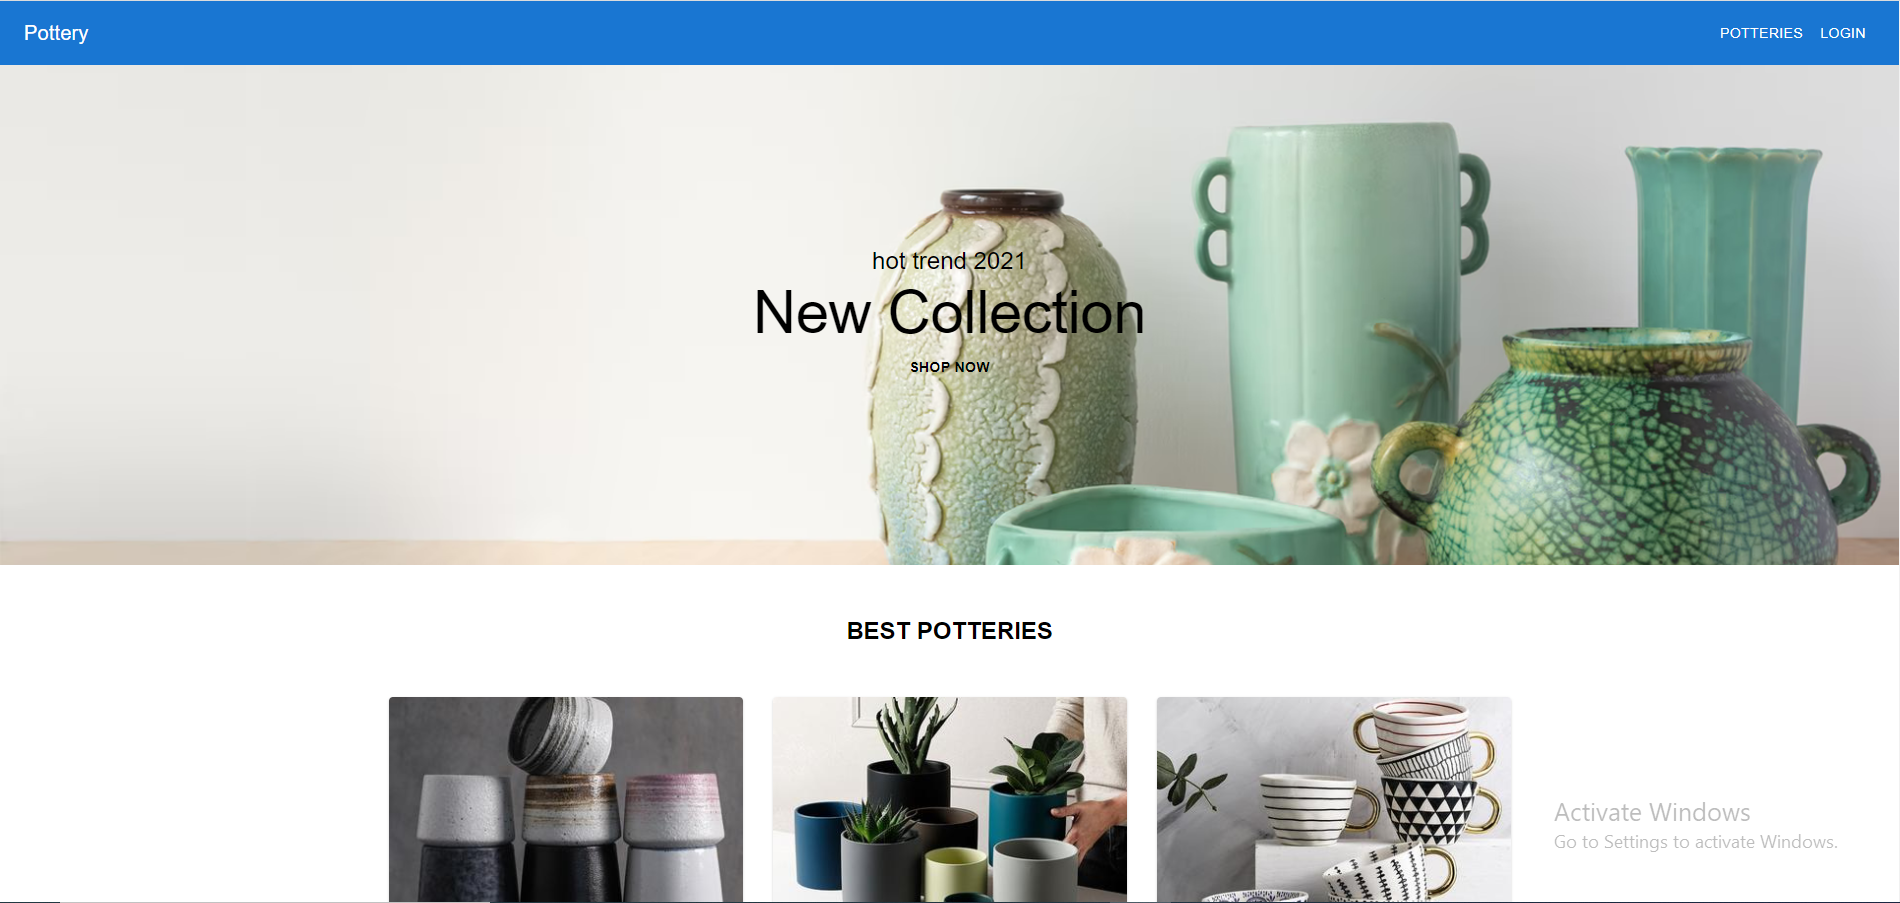 Pottery
POTTERIES LOGIN
hot trend 2021
New Collection
SHOP NOW
BEST POTTERIES
Activate Windows
Go to Settings to activate Windows.